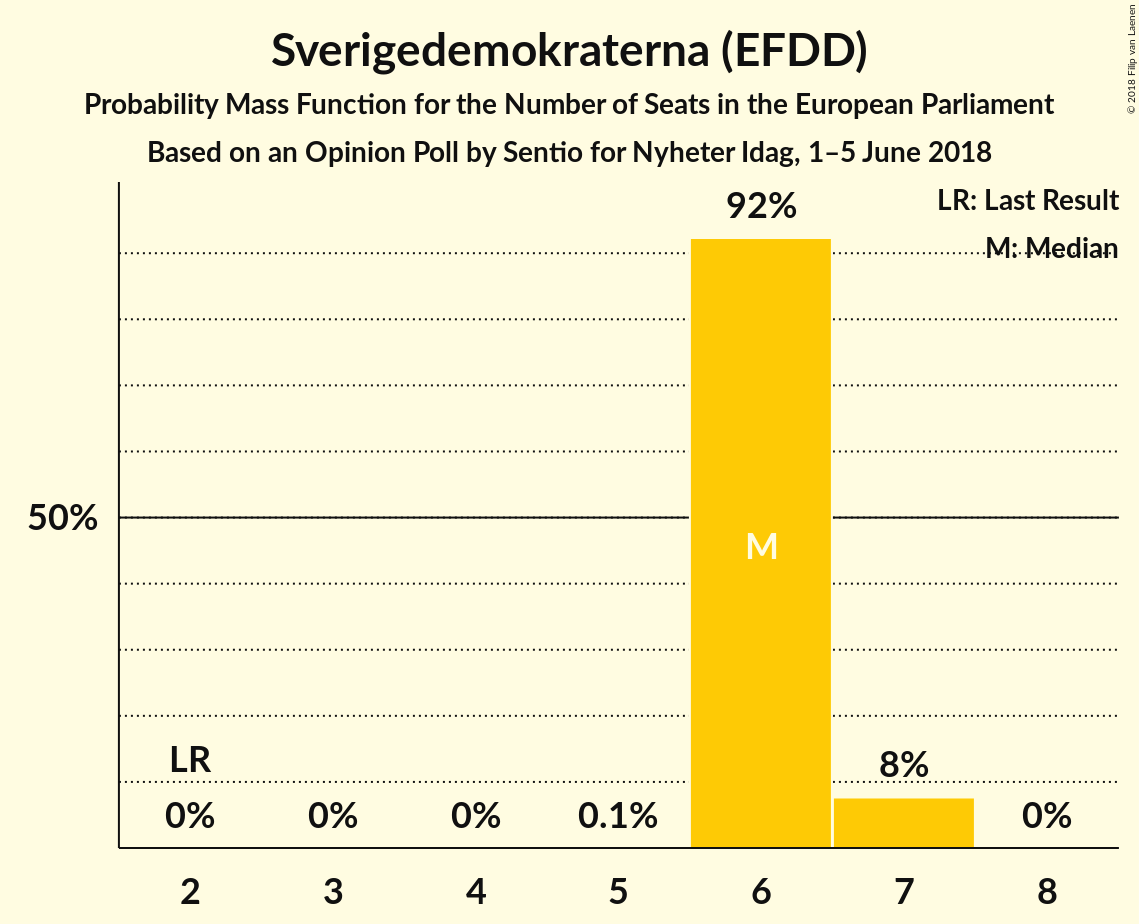 Sverigedemokraterna (EFDD)
Probability Mass Function for the Number of Seats in the European Parliament
Based on an Opinion Poll by Sentio for Nyheter Idag, 1–5 June 2018
© 2018 Filip van Laenen
LR: Last Result
M: Median
92%
50%
M
LR
8%
0% 0% 0% 0.1% 0%
2 3 4 5 6 7 8